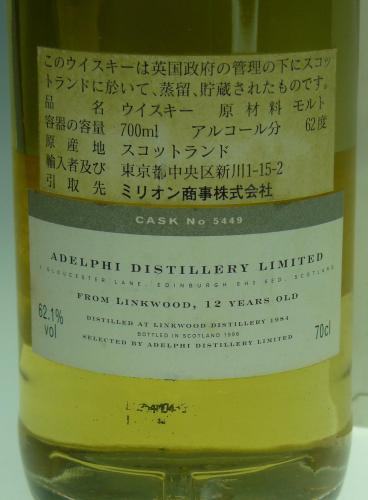 このウイスキーは英国政府の管理の下にスコッ
トランドに於いて、蒸留、貯蔵されたものです。
品 名 ウイスキー 原 材 料 モルト
容器の容量 700ml アルコール分 62度
原 産 地 スコットランド
輸入者及び 東京都中央区新川1-15-2
引 取 先 ミリオン商事株式会社
CASK No 5449
ADELPHI DISTILLERY LIMITED
GLOUCESTER LANE, EDINBURGH EH3 6ED, SCOTLAND
FROM LINKWOOD, 12 YEARS OLD
62.1% vol
DISTILLED AT LINKWOOD DISTILLERY 1984
BOTTLED IN SCOTLAND 1996
SELECTED BY ADELPHI DISTILLERY LIMITED
70cl